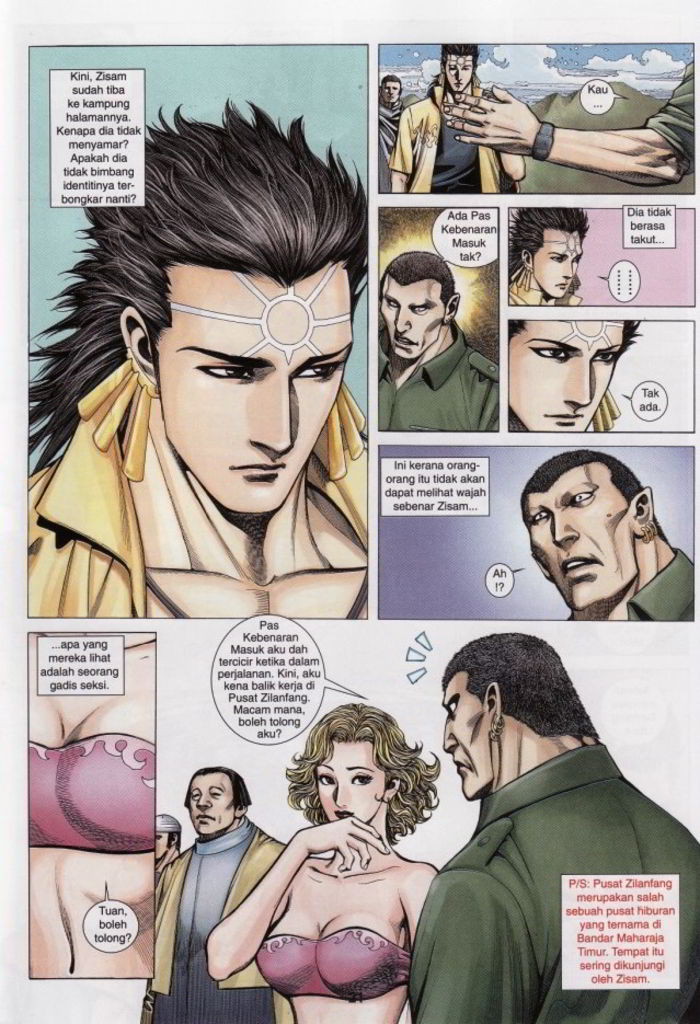 Kini, Zisam
sudah tiba
ke kampung
halamannya.
Kenapa dia tidak
menyamar?
Apakah dia
tidak bimbang
identitinya ter-
bongkar nanti?
Kau
...
Ada Pas
Kebenaran
Masuk
tak?
Dia tidak
berasa
takut...
Tak
ada.
Ini kerana orang-
orang itu tidak akan
dapat melihat wajah
sebenar Zisam...
Ah
!?
...apa yang
mereka lihat
adalah seorang
gadis seksi.
Tuan,
boleh
tolong?
Pas
Kebenaran
Masuk aku dah
tercicir ketika dalam
perjalanan. Kini, aku
kena balik kerja di
Pusat Zilanfang.
Macam mana,
boleh tolong
aku?
P/S: Pusat Zilanfang
merupakan salah
sebuah pusat hiburan
yang ternama di
Bandar Maharaja
Timur. Tempat itu
sering dikunjungi
oleh Zisam.